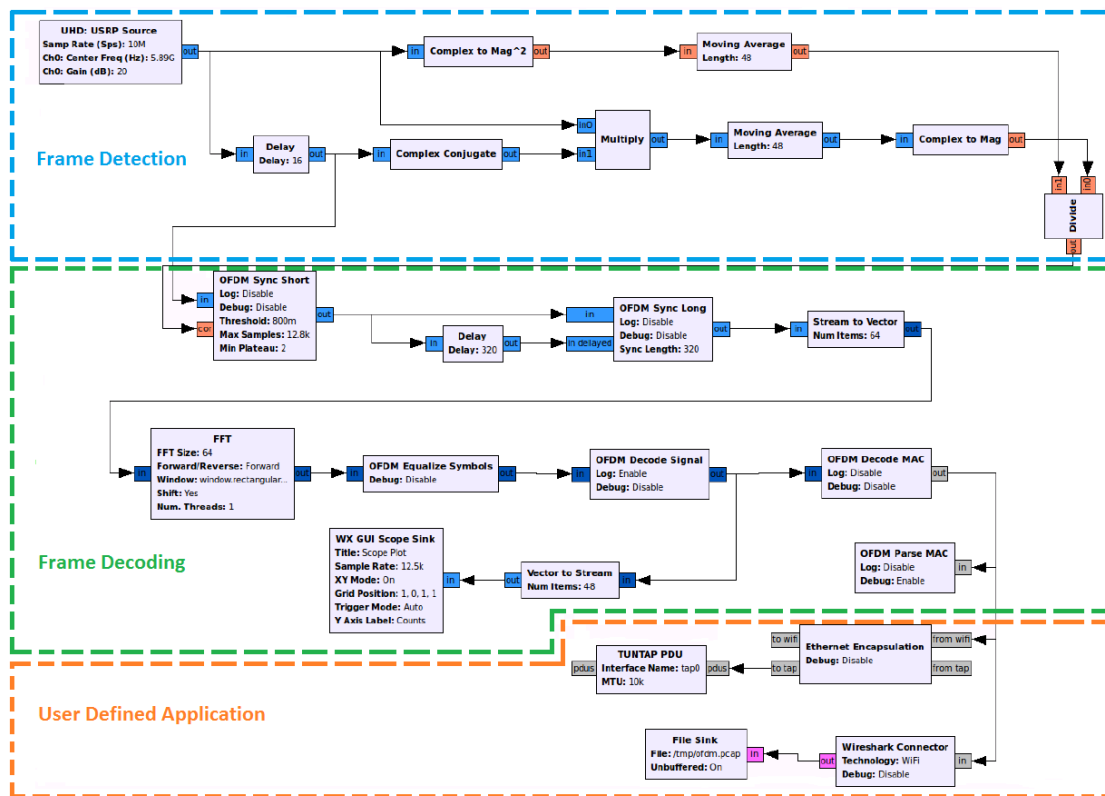 UHD: USRP Source
Samp Rate (Sps): 10M
Ch0: Center Freq (Hz): 5.89G
Ch0: Gain (dB): 20
out
in
Complex to Mag^2
out
in
Moving Average
Length: 48
out
Frame Detection
in
Delay
Delay: 16
out
in
Complex Conjugate
out
in0
in1
Multiply
out
in
Moving Average
Length: 48
out
in
Complex to Mag
out
in1
in0
Divide
out
in
cor
OFDM Sync Short
Log: Disable
Debug: Disable
Threshold: 800m
Max Samples: 12.8k
Min Plateau: 2
out
in
Delay
Delay: 320
out
in
in delayed
OFDM Sync Long
Log: Disable
Debug: Disable
Sync Length: 320
out
in
Stream to Vector
Num Items: 64
out
in
FFT
FFT Size: 64
Forward/Reverse: Forward
Window: window.rectangular...
Shift: Yes
Num. Threads: 1
out
in
OFDM Equalize Symbols
Debug: Disable
out
in
OFDM Decode Signal
Log: Enable
Debug: Disable
out
in
OFDM Decode MAC
Log: Disable
Debug: Disable
out
Frame Decoding
WX GUI Scope Sink
Title: Scope Plot
Sample Rate: 12.5k
XY Mode: On
Grid Position: 1, 0, 1, 1
Trigger Mode: Auto
Y Axis Label: Counts
in
out
Vector to Stream
Num Items: 48
in
OFDM Parse MAC
Log: Disable
Debug: Enable
in
User Defined Application
pdus
TUNTAP PDU
Interface Name: tap0
MTU: 10k
pdus
to wifi
to tap
Ethernet Encapsulation
Debug: Disable
from wifi
from tap
File Sink
File: /tmp/ofdm.pcap
Unbuffered: On
in
out
Wireshark Connector
Technology: WiFi
Debug: Disable
in